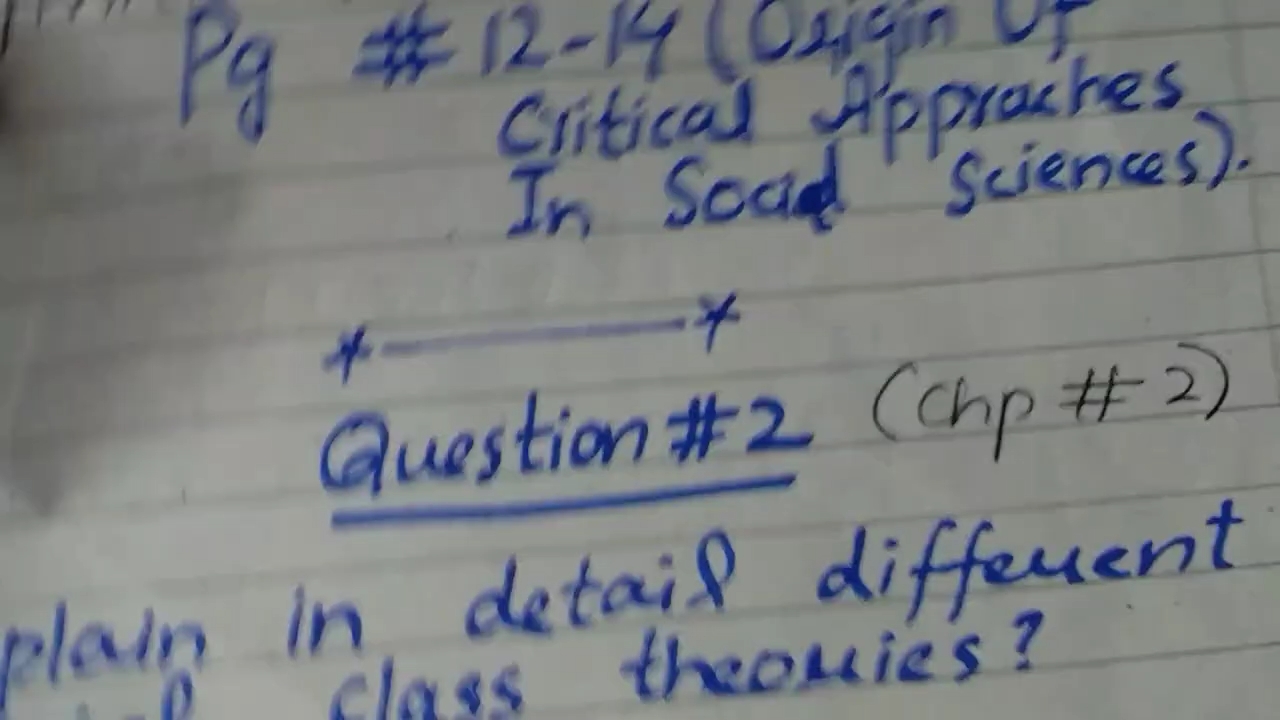 Pg # 12-14 (Origin Of
Critical Approaches
In Social Sciences).
Question #2 (Chp # 2)
plain in detail different
class theories?